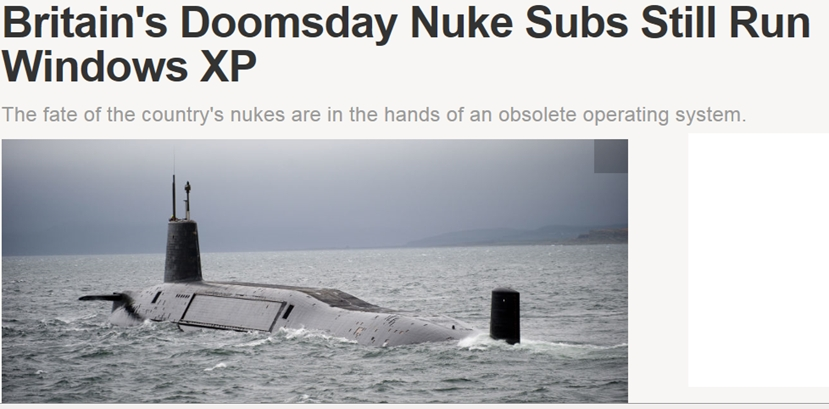 Britain's Doomsday Nuke Subs Still Run
Windows XP
The fate of the country's nukes are in the hands of an obsolete operating system.